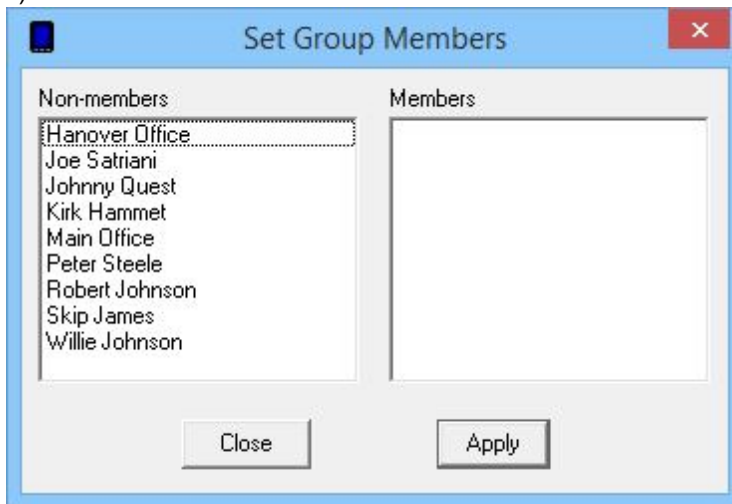 Set Group Members
Non-members
Members
Hanover Office
Joe Satriani
Johnny Quest
Kirk Hammet
Main Office
Peter Steele
Robert Johnson
Skip James
Willie Johnson
Close
Apply